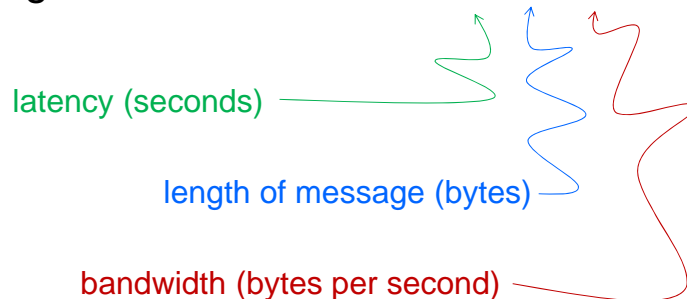 latency (seconds)
length of message (bytes)
bandwidth (bytes per second)